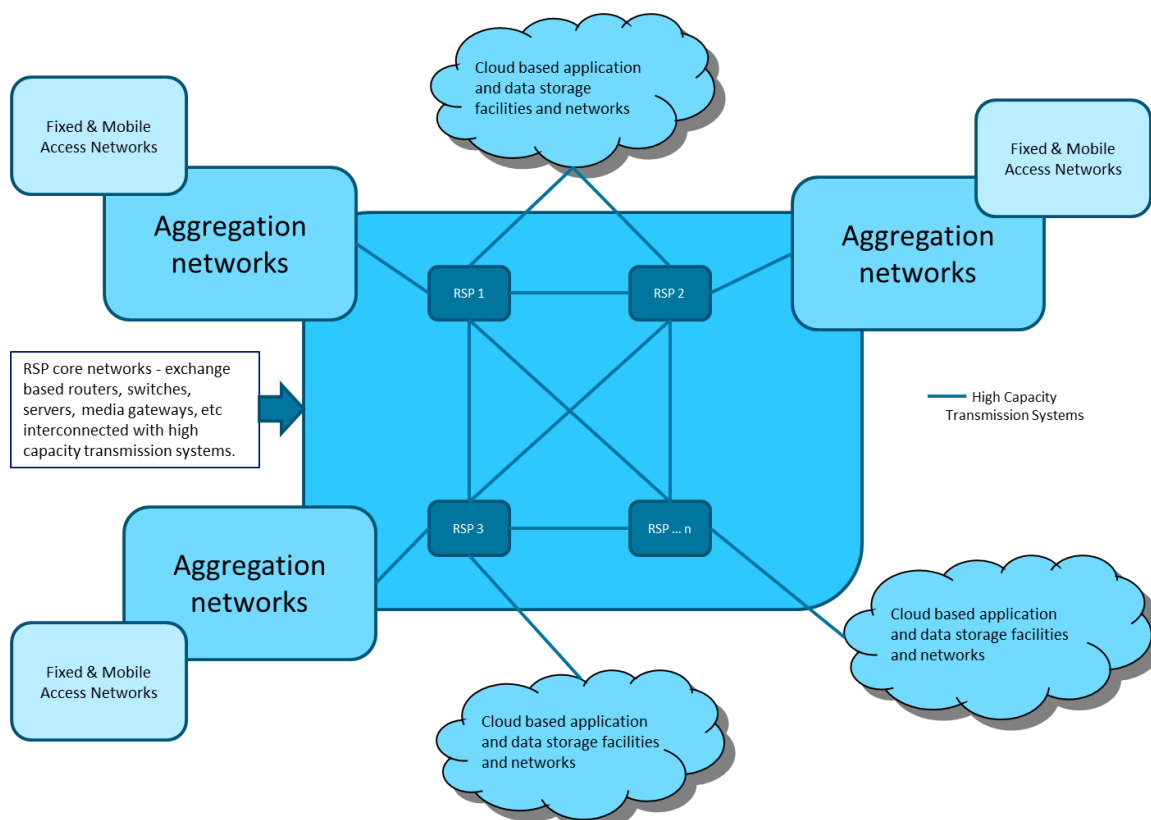 Cloud based application
and data storage
facilities and networks
Fixed & Mobile
Access Networks
Fixed & Mobile
Access Networks
Aggregation
networks
Aggregation
networks
RSP 1
RSP 2
RSP core networks - exchange
based routers, switches,
servers, media gateways, etc
interconnected with high
capacity transmission systems.
High Capacity
Transmission Systems
RSP 3
RSP ... n
Aggregation
networks
Fixed & Mobile
Access Networks
Cloud based application
and data storage facilities
and networks
Cloud based application
and data storage facilities
and networks